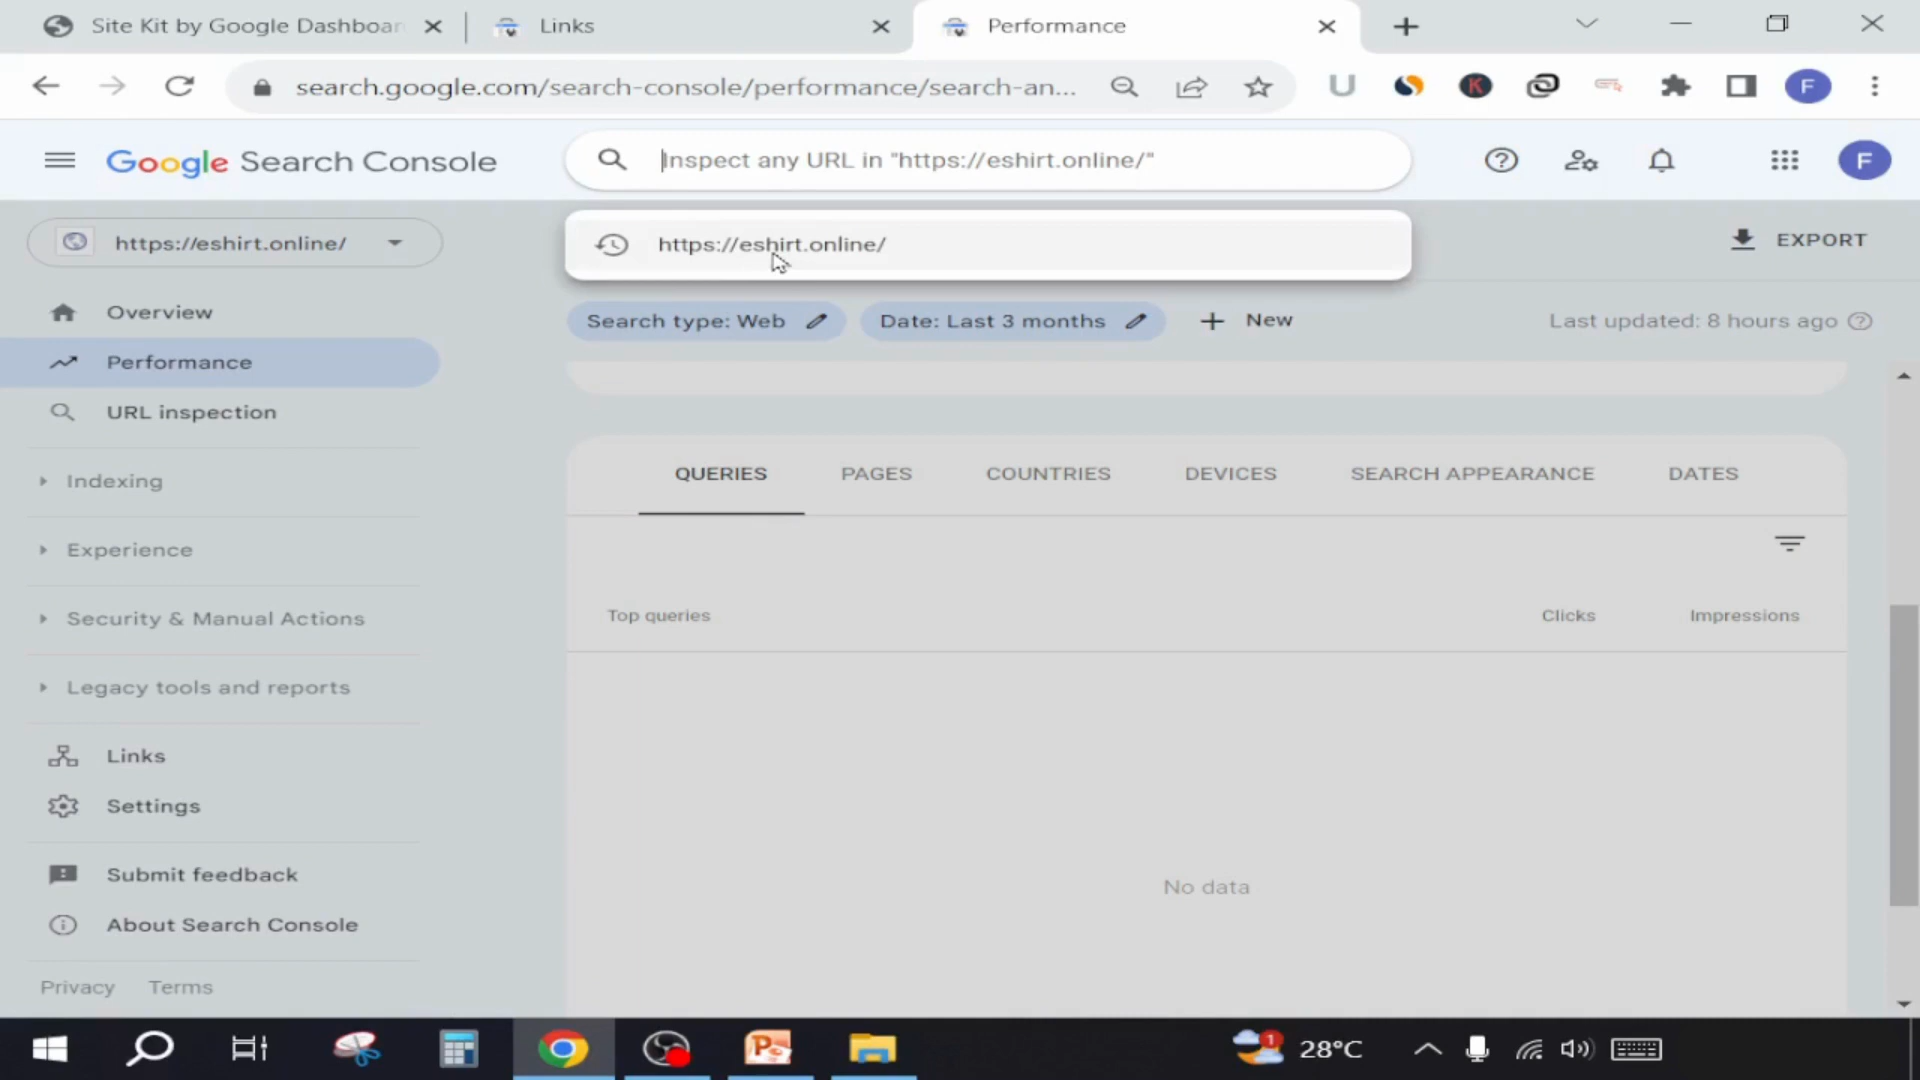 Site Kit by Google Dashboar
Links
Performance
search.google.com/search-console/performance/search-an...
U
K
F
Google Search Console
Inspect any URL in "https://eshirt.online/"
F
https://eshirt.online/
https://eshirt.online/
EXPORT
Overview
Search type: Web
Date: Last 3 months
New
Last updated: 8 hours ago
Performance
URL inspection
QUERIES
PAGES
COUNTRIES
DEVICES
SEARCH APPEARANCE
DATES
Indexing
Experience
Top queries
Clicks
Impressions
Security & Manual Actions
Legacy tools and reports
Links
Settings
No data
Submit feedback
About Search Console
Privacy
Terms
1
28°C